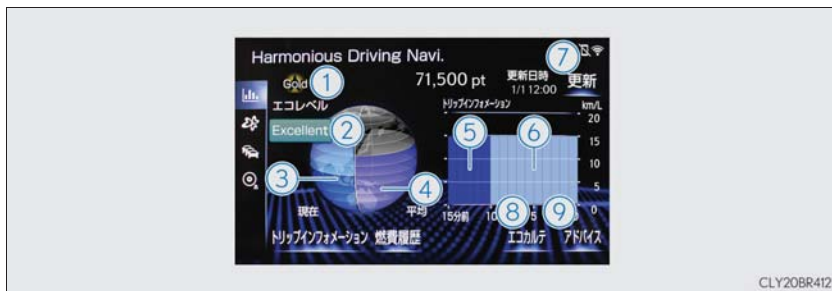 Harmonious Driving Navi.
7
Gold
1
71,500 pt
更新日時
1/1 12:00
更新
エコレベル
トリップインフォメーション
km/L
20
Excellent
2
5
6
15
10
3
4
5
現在
平均
15分前
10
8
5
9
0
トリップインフォメーション
燃費履歴
エコカルテ
アドバイス
CLY20BR412